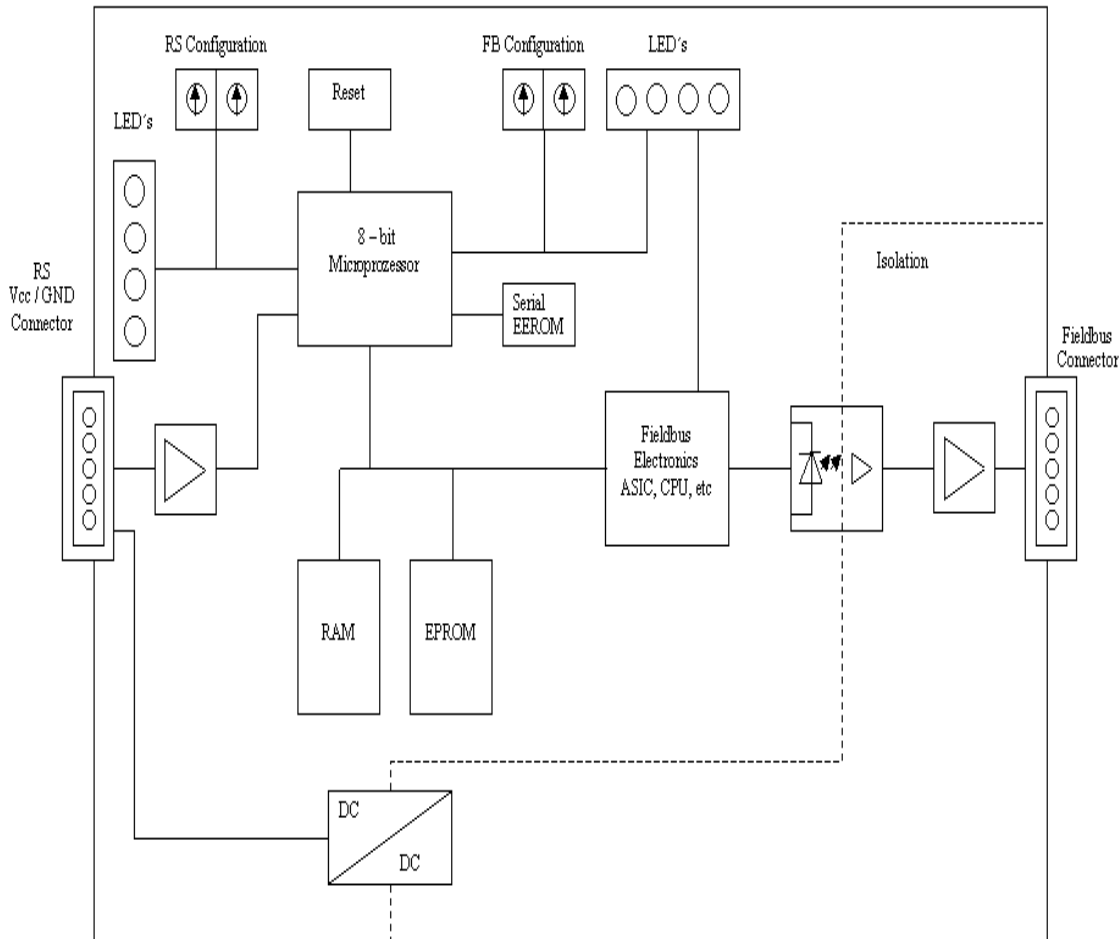 RS Configuration
FB Configuration
LED´s
Reset
LED´s
8 – bit
Microprozessor
Isolation
RS
Vcc / GND
Connector
Serial
EEROM
Fieldbus
Connector
Fieldbus
Electronics
ASIC, CPU, etc
RAM
EPROM
DC
DC